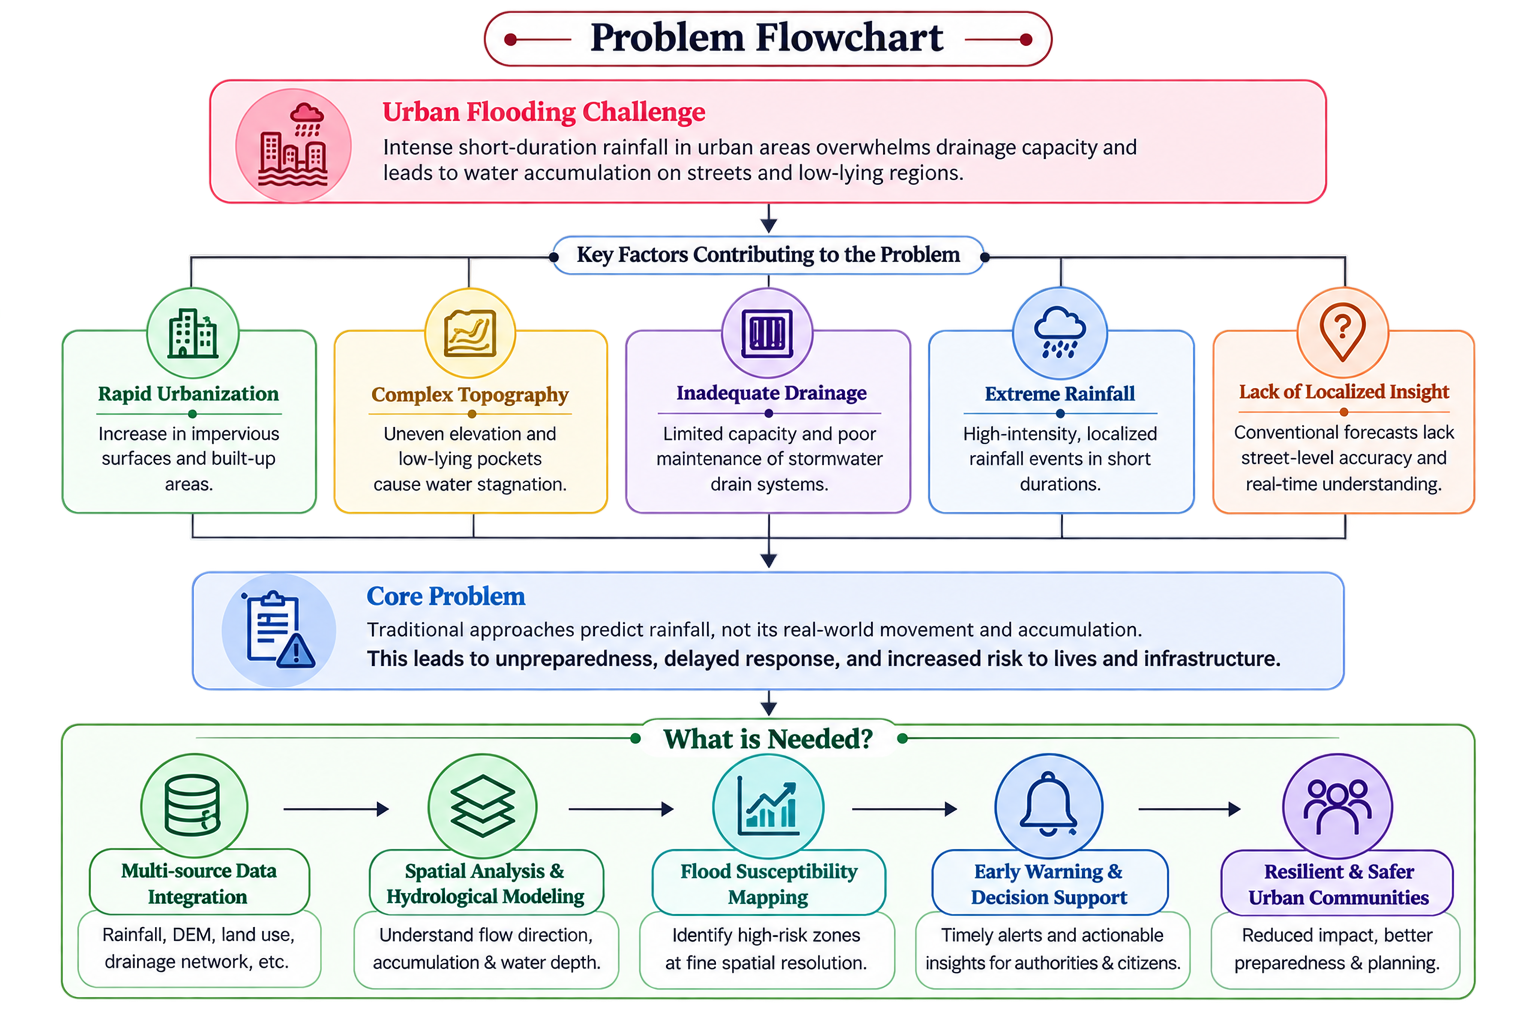 Problem Flowchart
Urban Flooding Challenge
Intense short-duration rainfall in urban areas overwhelms drainage capacity and
leads to water accumulation on streets and low-lying regions.
Key Factors Contributing to the Problem
Rapid Urbanization
Increase in impervious
surfaces and built-up
areas.
Complex Topography
Uneven elevation and
low-lying pockets
cause water stagnation.
Inadequate Drainage
Limited capacity and poor
maintenance of stormwater
drain systems.
Extreme Rainfall
High-intensity, localized
rainfall events in short
durations.
?
Lack of Localized Insight
Conventional forecasts lack
street-level accuracy and
real-time understanding.
Core Problem
Traditional approaches predict rainfall, not its real-world movement and accumulation.
This leads to unpreparedness, delayed response, and increased risk to lives and infrastructure.
What is Needed?
Multi-source Data
Integration
Rainfall, DEM, land use,
drainage network, etc.
Spatial Analysis &
Hydrological Modeling
Understand flow direction,
accumulation & water depth.
Flood Susceptibility
Mapping
Identify high-risk zones
at fine spatial resolution.
Early Warning &
Decision Support
Timely alerts and actionable
insights for authorities & citizens.
Resilient & Safer
Urban Communities
Reduced impact, better
preparedness & planning.